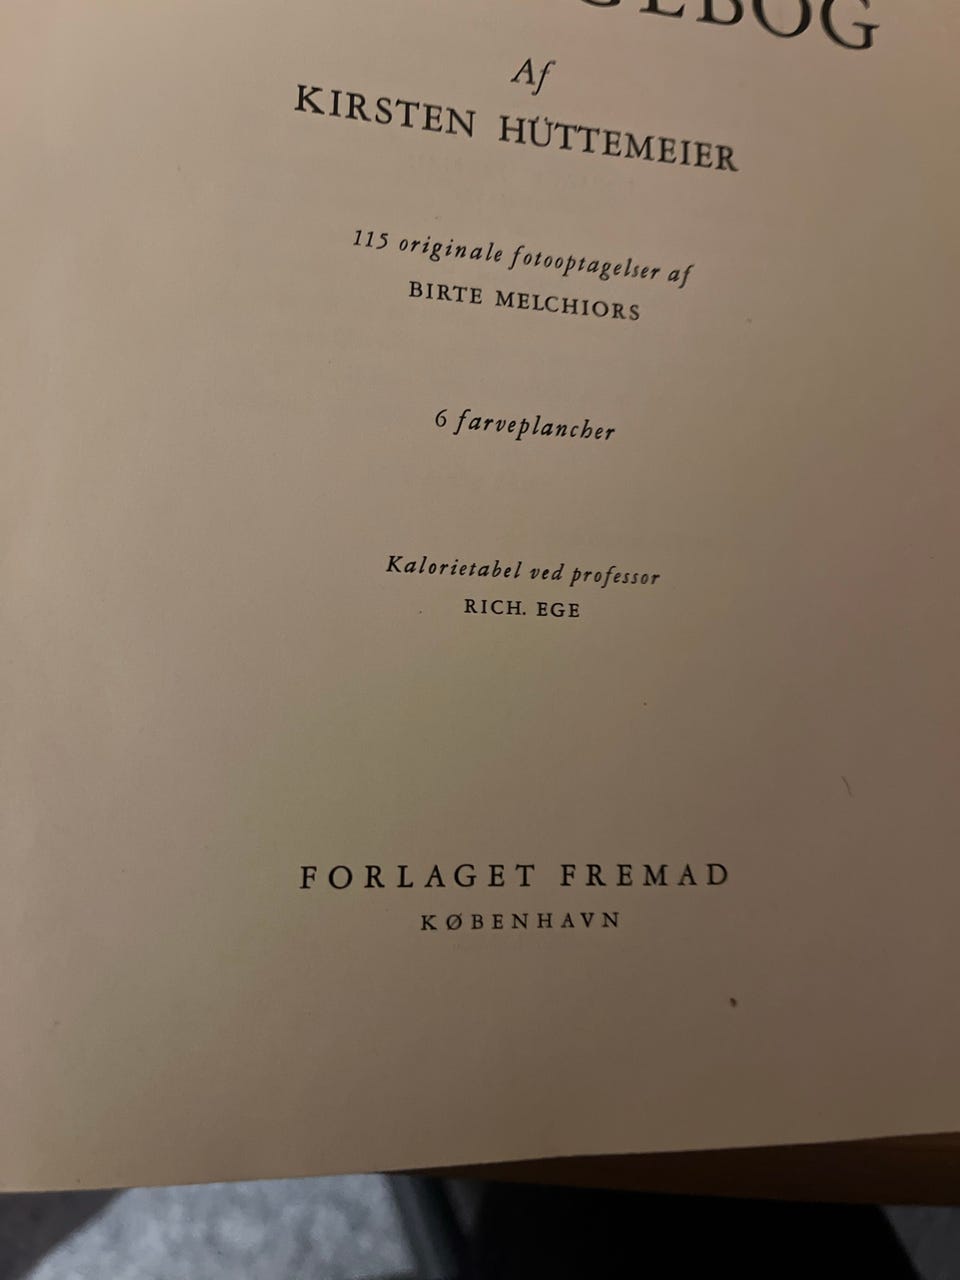 Af
KIRSTEN HÜTTEMEIER
115 originale fotooptagelser af
BIRTE MELCHIORS
6 farveplancher
Kalorietabel ved professor
RICH. EGE
FORLAGET FREMAD
KØBENHAVN